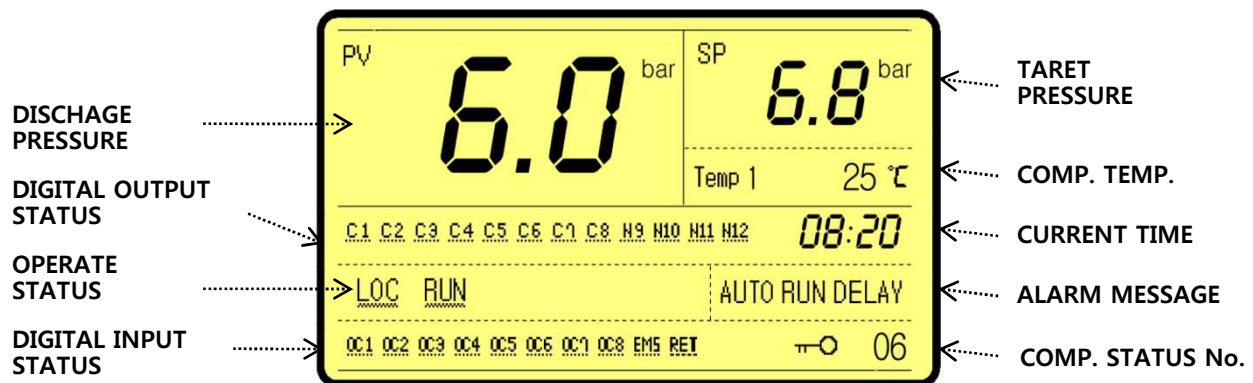 PV
6.0 bar
SP
6.8 bar
Temp 1 25 ℃
C1 C2 C3 C4 C5 C6 C7 C8 N9 N10 N11 N12
08:20
LOC RUN
AUTO RUN DELAY
OC1 OC2 OC3 OC4 OC5 OC6 OC7 OC8 EMS RET
06
DISCHAGE
PRESSURE
DIGITAL OUTPUT
STATUS
OPERATE
STATUS
DIGITAL INPUT
STATUS
TARET
PRESSURE
COMP. TEMP.
CURRENT TIME
ALARM MESSAGE
COMP. STATUS No.